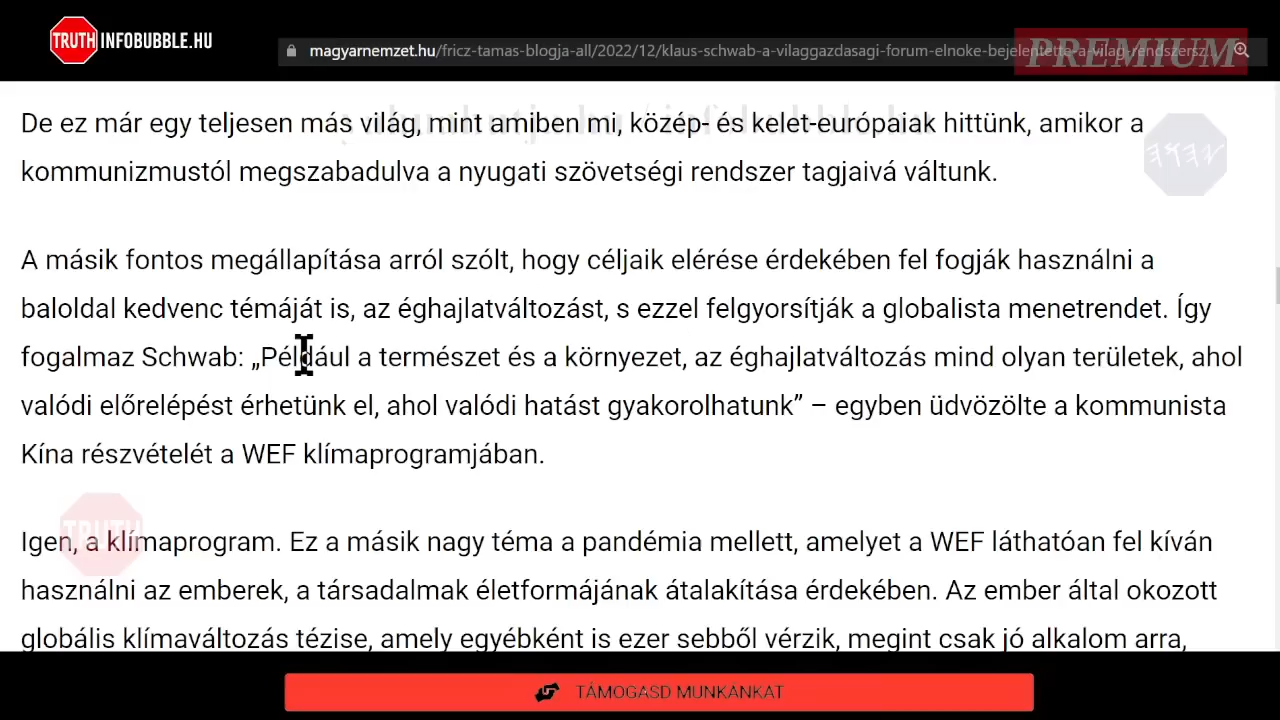 TRUTH INFOBUBBLE.HU
magyarnemzet.hu/fricz-tamas-blogja-all/2022/12/klaus-schwab-a-vilaggazdasagi-forum-elnoke-bejelentette-a-vilag-rendszersz...
PREMIUM
De ez már egy teljesen más világ, mint amiben mi, közép- és kelet-európaiak hittünk, amikor a
kommunizmustól megszabadulva a nyugati szövetségi rendszer tagjaivá váltunk.
A másik fontos megállapítása arról szólt, hogy céljaik elérése érdekében fel fogják használni a
baloldal kedvenc témáját is, az éghajlatváltozást, s ezzel felgyorsítják a globalista menetrendet. Így
fogalmaz Schwab: „Például a természet és a környezet, az éghajlatváltozás mind olyan területek, ahol
valódi előrelépést érhetünk el, ahol valódi hatást gyakorolhatunk” – egyben üdvözölte a kommunista
Kína részvételét a WEF klímaprogramjában.
TRUTH
Igen, a klímaprogram. Ez a másik nagy téma a pandémia mellett, amelyet a WEF láthatóan fel kíván
használni az emberek, a társadalmak életformájának átalakítása érdekében. Az ember által okozott
globális klímaváltozás tézise, amely egyébként is ezer sebből vérzik, megint csak jó alkalom arra,
TÁMOGASD MUNKÁNKAT